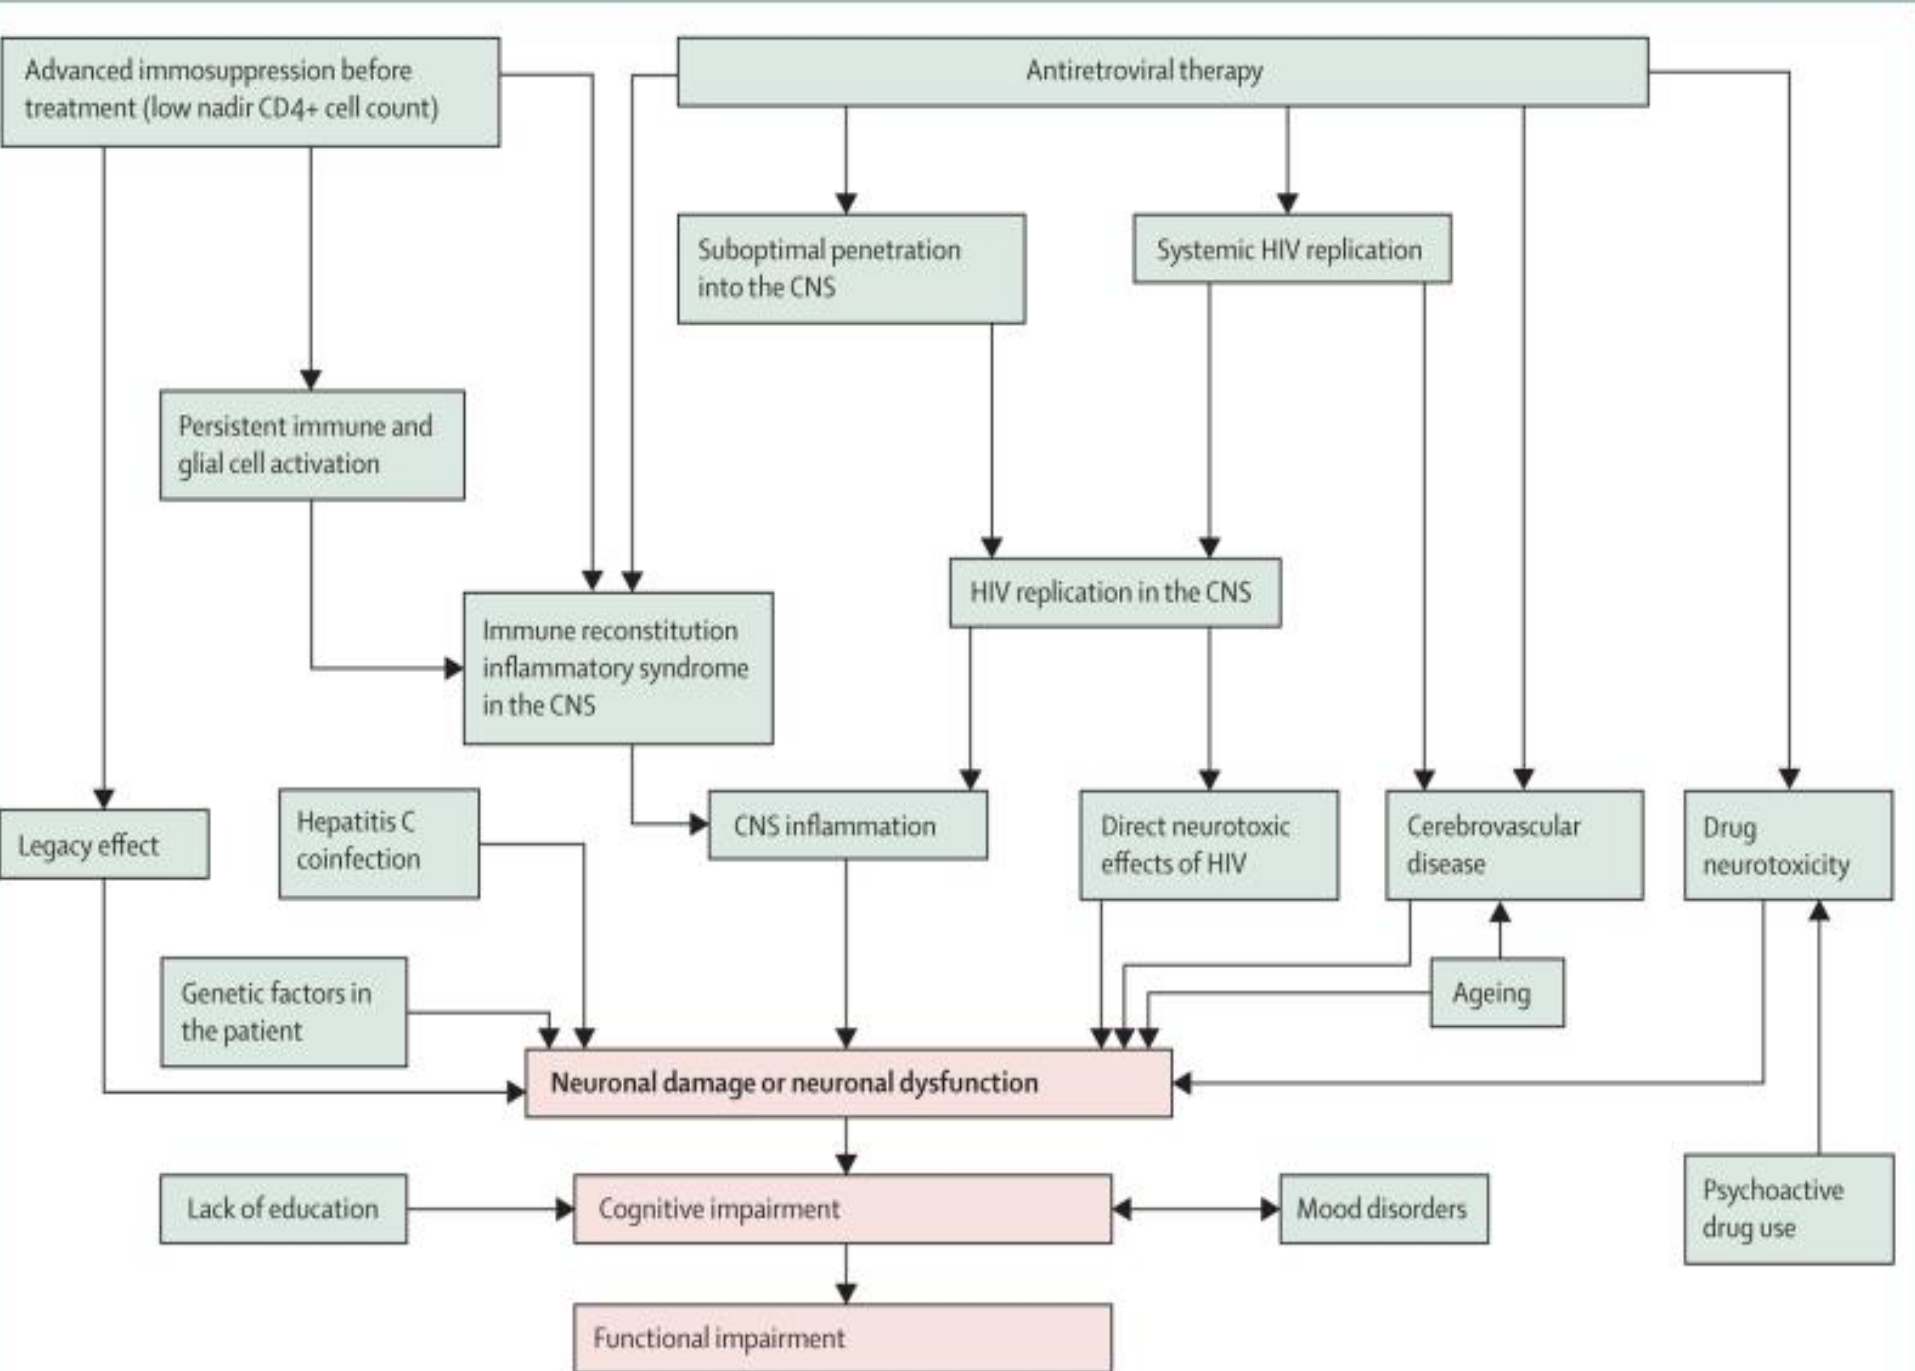 Advanced immosuppression before
treatment (low nadir CD4+ cell count)
Antiretroviral therapy
Suboptimal penetration
into the CNS
Systemic HIV replication
Persistent immune and
glial cell activation
HIV replication in the CNS
Immune reconstitution
inflammatory syndrome
in the CNS
Legacy effect
Hepatitis C
coinfection
CNS inflammation
Direct neurotoxic
effects of HIV
Cerebrovascular
disease
Drug
neurotoxicity
Genetic factors in
the patient
Ageing
Neuronal damage or neuronal dysfunction
Lack of education
Cognitive impairment
Mood disorders
Psychoactive
drug use
Functional impairment